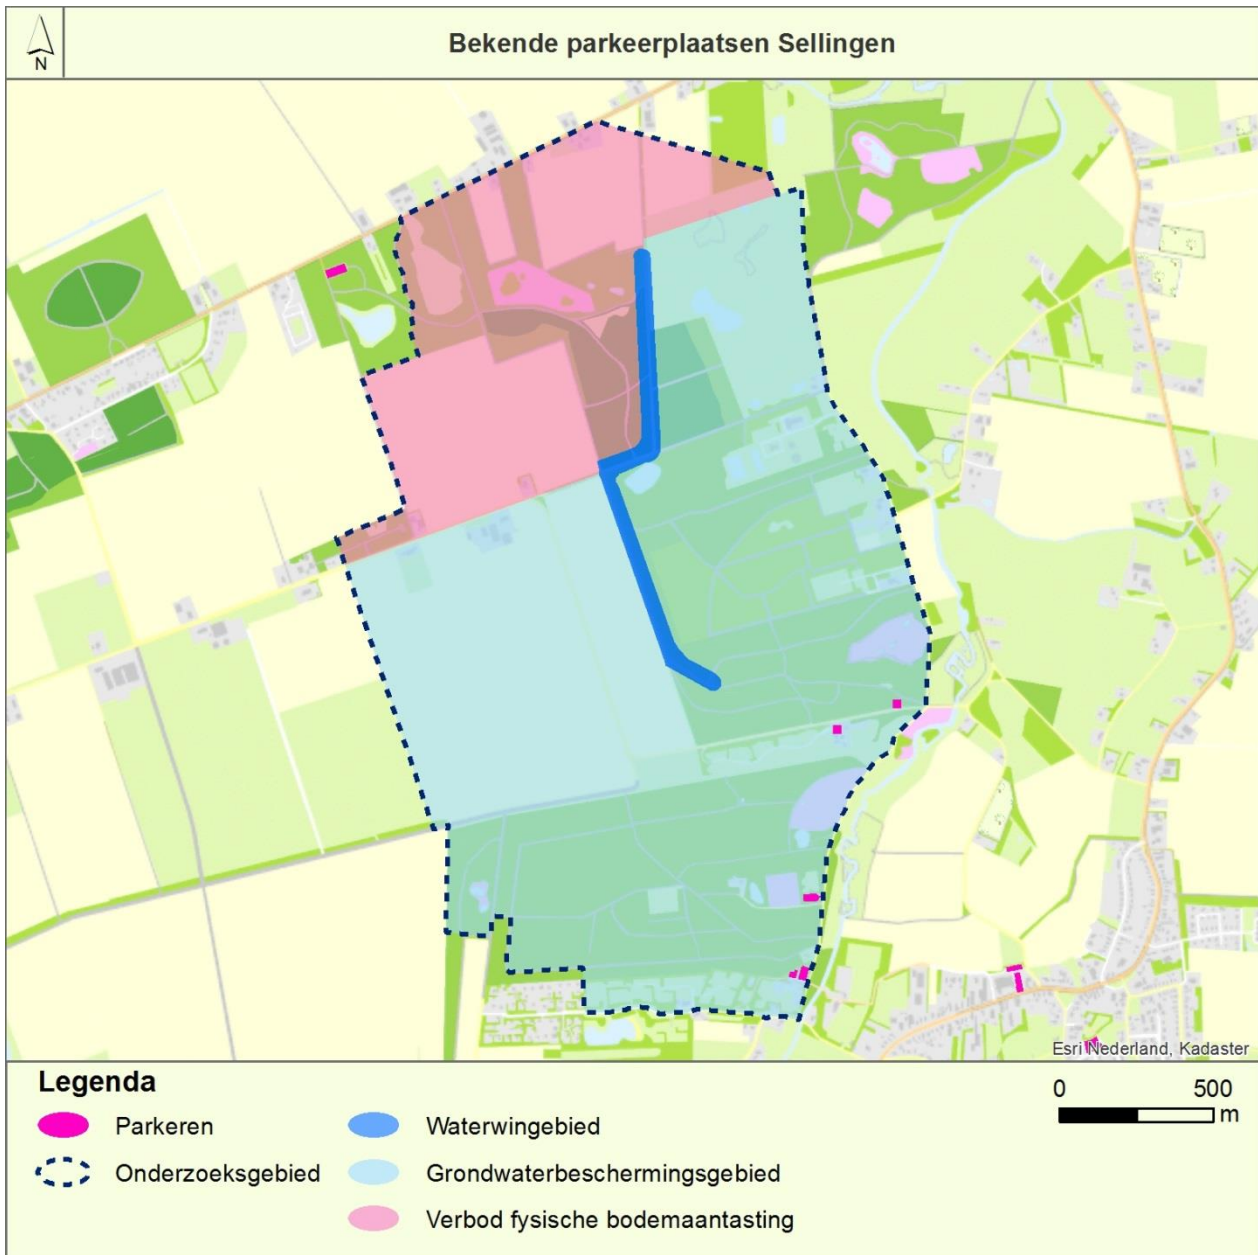 N
Bekende parkeerplaatsen Sellingen
Esri Nederland, Kadaster
Legenda
Parkeren
Onderzoeksgebied
Waterwingebied
Grondwaterbeschermingsgebied
Verbod fysische bodemaantasting
0 500
m